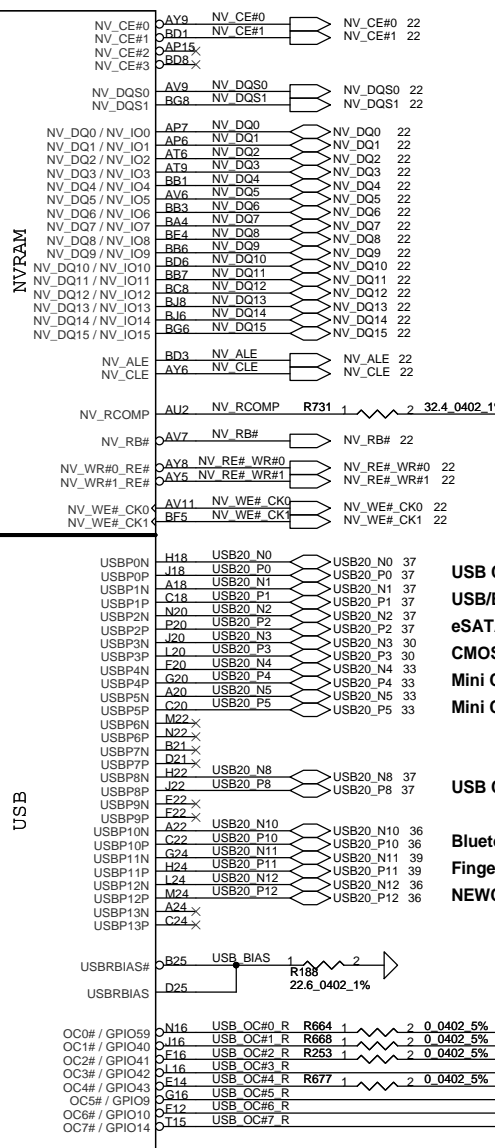 NVRAM
NV_CE#0 AY9 NV_CE#0 NV_CE#0 22
NV_CE#1 BD1 NV_CE#1 NV_CE#1 22
NV_CE#2 AP15
NV_CE#3 BD8
NV_DQS0 AV9 NV_DQS0 NV_DQS0 22
NV_DQS1 BG8 NV_DQS1 NV_DQS1 22
NV_DQ0 / NV_IO0 AP7 NV_DQ0 NV_DQ0 22
NV_DQ1 / NV_IO1 AP6 NV_DQ1 NV_DQ1 22
NV_DQ2 / NV_IO2 AT6 NV_DQ2 NV_DQ2 22
NV_DQ3 / NV_IO3 AT9 NV_DQ3 NV_DQ3 22
NV_DQ4 / NV_IO4 BB1 NV_DQ4 NV_DQ4 22
NV_DQ5 / NV_IO5 AV6 NV_DQ5 NV_DQ5 22
NV_DQ6 / NV_IO6 BB3 NV_DQ6 NV_DQ6 22
NV_DQ7 / NV_IO7 BA4 NV_DQ7 NV_DQ7 22
NV_DQ8 / NV_IO8 BE4 NV_DQ8 NV_DQ8 22
NV_DQ9 / NV_IO9 BB6 NV_DQ9 NV_DQ9 22
NV_DQ10 / NV_IO10 BD6 NV_DQ10 NV_DQ10 22
NV_DQ11 / NV_IO11 BB7 NV_DQ11 NV_DQ11 22
NV_DQ12 / NV_IO12 BC8 NV_DQ12 NV_DQ12 22
NV_DQ13 / NV_IO13 BJ8 NV_DQ13 NV_DQ13 22
NV_DQ14 / NV_IO14 BJ6 NV_DQ14 NV_DQ14 22
NV_DQ15 / NV_IO15 BG6 NV_DQ15 NV_DQ15 22
NV_ALE BD3 NV_ALE NV_ALE 22
NV_CLE AY6 NV_CLE NV_CLE 22
NV_RCOMP AU2 NV_RCOMP R731 1 2 32.4_0402_1%
NV_RB# AV7 NV_RB# NV_RB# 22
NV_WR#0_RE# AY8 NV_RE#_WR#0 NV_RE#_WR#0 22
NV_WR#1_RE# AY5 NV_RE#_WR#1 NV_RE#_WR#1 22
NV_WE#_CK0 AV11 NV_WE#_CK0 NV_WE#_CK0 22
NV_WE#_CK1 BF5 NV_WE#_CK1 NV_WE#_CK1 22
USB
USBP0N H18 USB20_N0 USB20_N0 37
USBP0P J18 USB20_P0 USB20_P0 37 USB
USBP1N A18 USB20_N1 USB20_N1 37
USBP1P C18 USB20_P1 USB20_P1 37 USB/
USBP2N N20 USB20_N2 USB20_N2 37
USBP2P P20 USB20_P2 USB20_P2 37 eSATA
USBP3N J20 USB20_N3 USB20_N3 30
USBP3P L20 USB20_P3 USB20_P3 30 CMOS
USBP4N F20 USB20_N4 USB20_N4 33
USBP4P G20 USB20_P4 USB20_P4 33 Mini
USBP5N A20 USB20_N5 USB20_N5 33
USBP5P C20 USB20_P5 USB20_P5 33 Mini
USBP6N M22
USBP6P N22
USBP7N B21
USBP7P D21
USBP8N H22 USB20_N8 USB20_N8 37
USBP8P J22 USB20_P8 USB20_P8 37 USB
USBP9N E22
USBP9P F22
USBP10N A22 USB20_N10 USB20_N10 36
USBP10P C22 USB20_P10 USB20_P10 36 Bluet
USBP11N G24 USB20_N11 USB20_N11 39
USBP11P H24 USB20_P11 USB20_P11 39 Finge
USBP12N L24 USB20_N12 USB20_N12 36
USBP12P M24 USB20_P12 USB20_P12 36 NEW
USBP13N A24
USBP13P C24
USBRBIAS# B25 USB_BIAS 1 2
R188
22.6_0402_1%
USBRBIAS D25
OC0# / GPIO59 N16 USB_OC#0_R R664 1 2 0_0402_5%
OC1# / GPIO40 J16 USB_OC#1_R R668 1 2 0_0402_5%
OC2# / GPIO41 F16 USB_OC#2_R R253 1 2 0_0402_5%
OC3# / GPIO42 L16 USB_OC#3_R
OC4# / GPIO43 E14 USB_OC#4_R R677 1 2 0_0402_5%
OC5# / GPIO9 G16 USB_OC#5_R
OC6# / GPIO10 F12 USB_OC#6_R
OC7# / GPIO14 T15 USB_OC#7_R